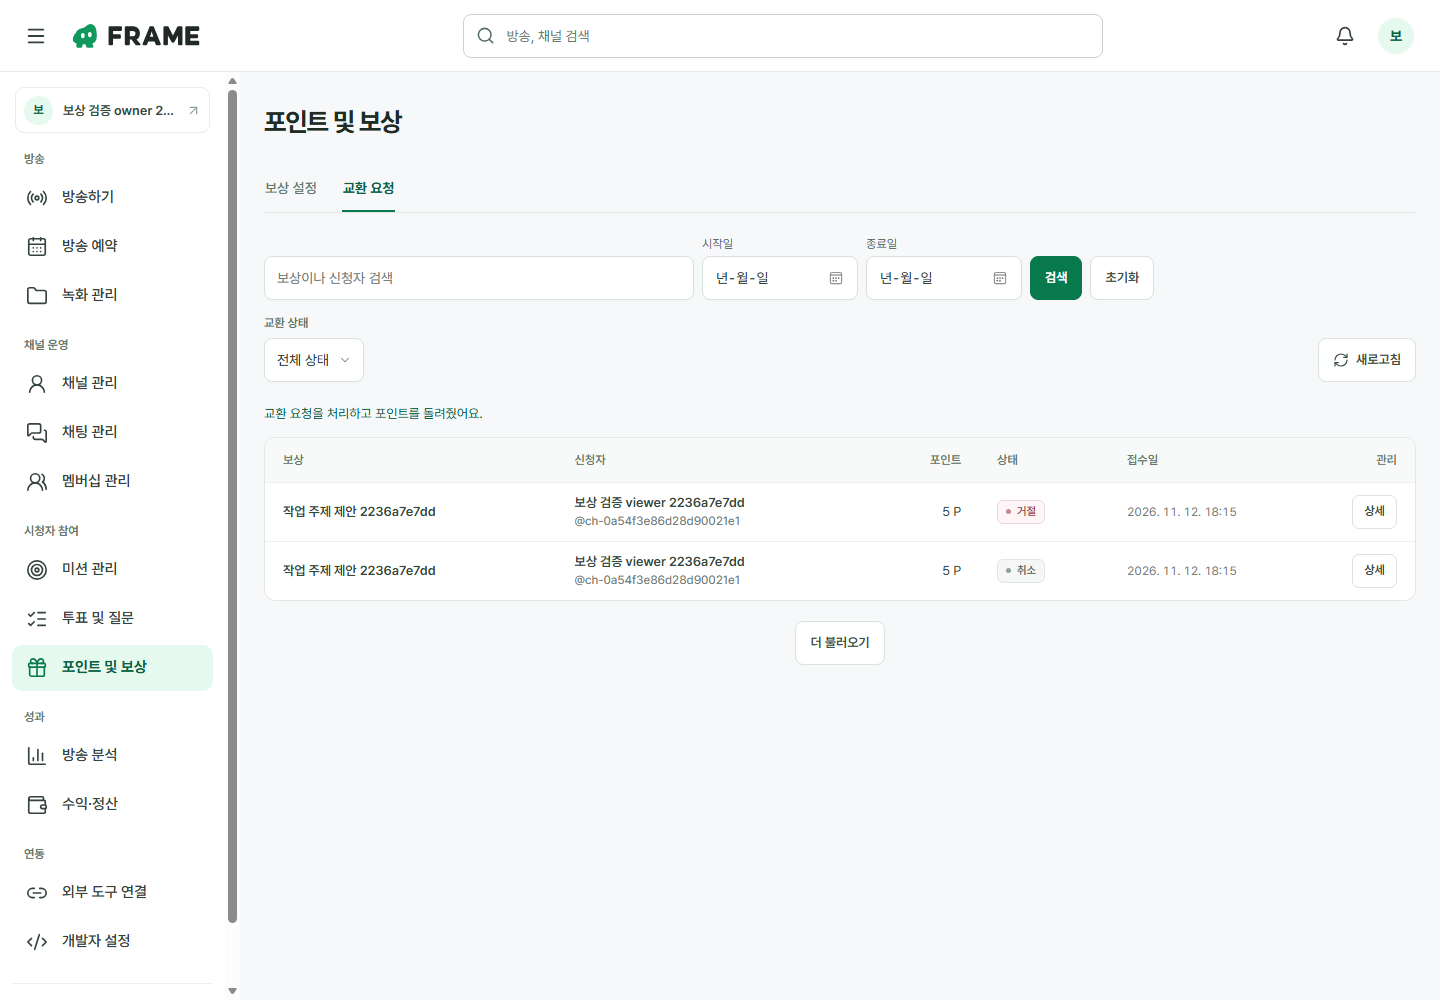 FRAME
방송, 채널 검색
보
보
보상 검증 owner 2...
방송
방송하기
방송 예약
녹화 관리
채널 운영
채널 관리
채팅 관리
멤버십 관리
시청자 참여
미션 관리
투표 및 질문
포인트 및 보상
성과
방송 분석
수익·정산
연동
외부 도구 연결
개발자 설정
포인트 및 보상
보상 설정
교환 요청
시작일
종료일
보상이나 신청자 검색
년-월-일
년-월-일
검색
초기화
교환 상태
전체 상태
새로고침
교환 요청을 처리하고 포인트를 돌려줬어요.
보상 신청자 포인트 상태 접수일 관리
작업 주제 제안 2236a7e7dd
보상 검증 viewer 2236a7e7dd
@ch-0a54f3e86d28d90021e1
5 P
거절
2026. 11. 12. 18:15
상세
작업 주제 제안 2236a7e7dd
보상 검증 viewer 2236a7e7dd
@ch-0a54f3e86d28d90021e1
5 P
취소
2026. 11. 12. 18:15
상세
더 불러오기